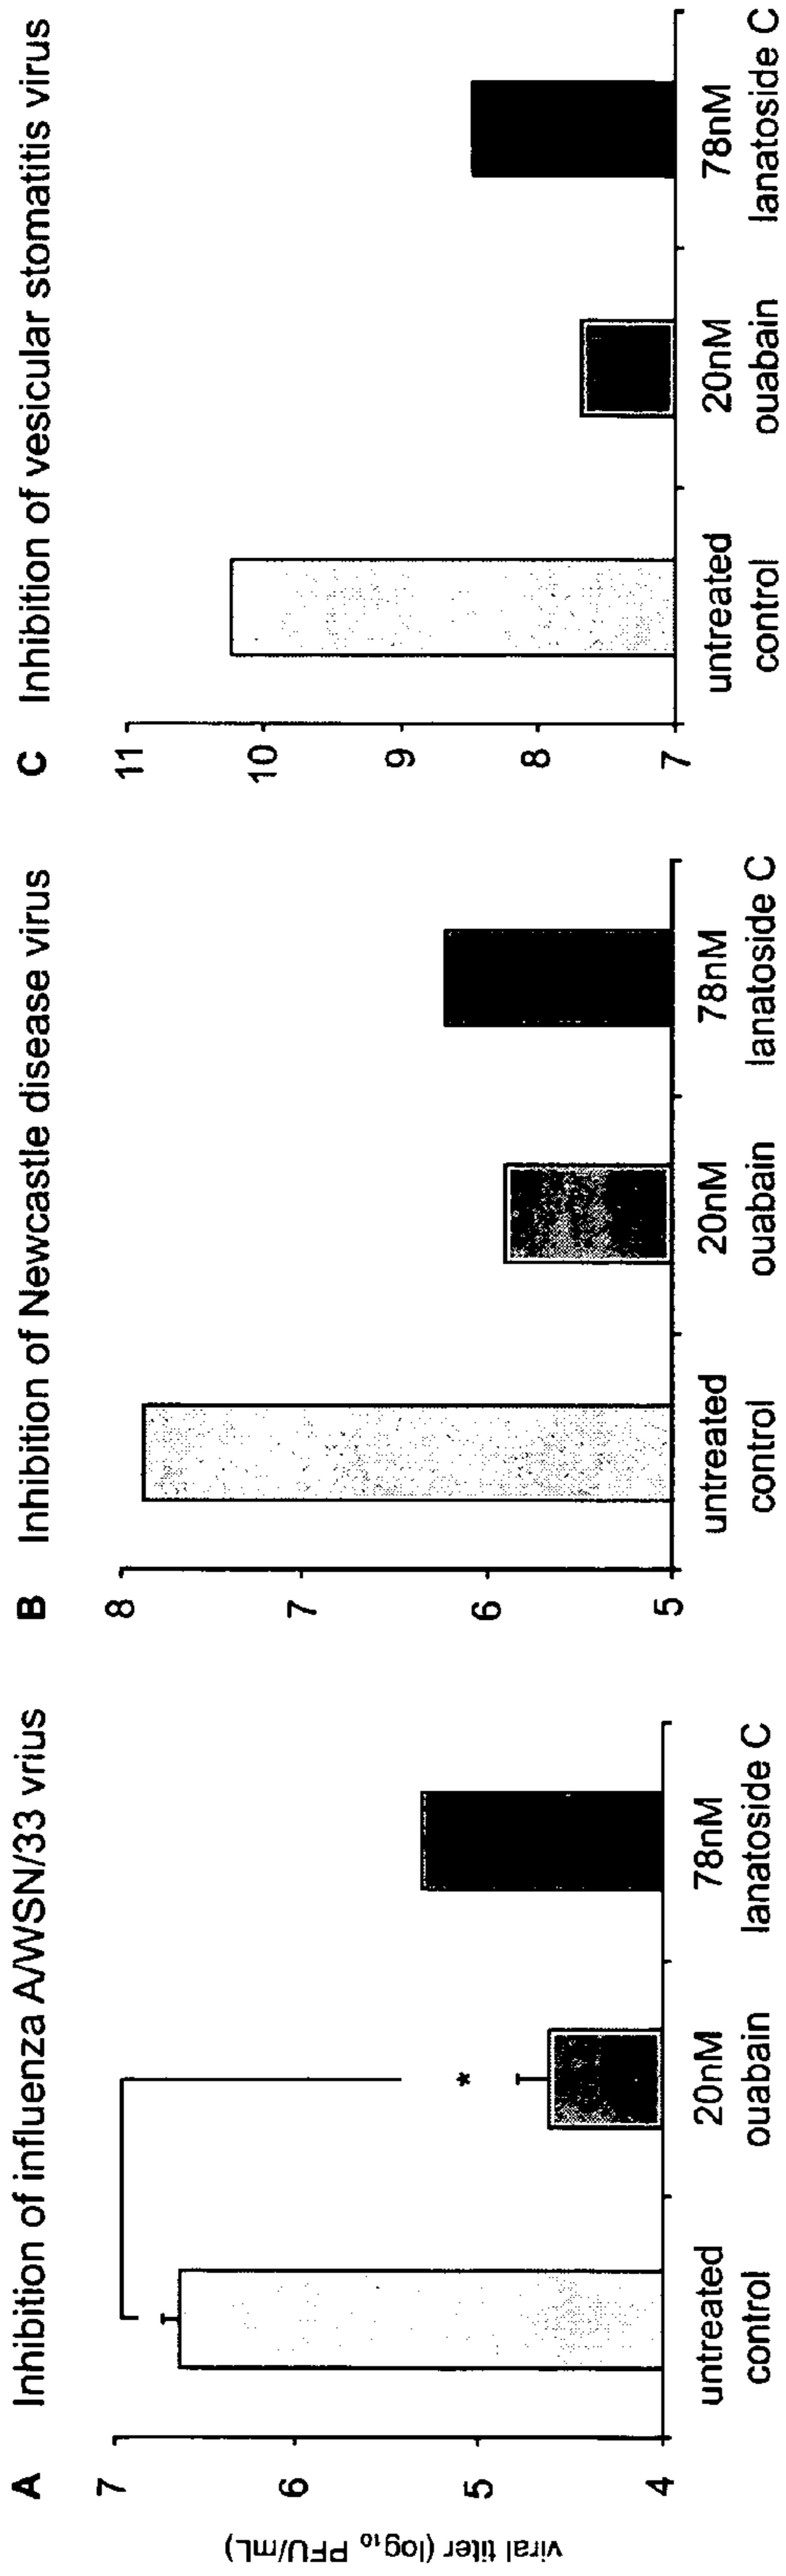 A Inhibition of influenza A/WSN/33 vrius
viral titer (log10 PFU/mL)
7
6
5
4
*
untreated
control
20nM
ouabain
78nM
lanatoside C
B Inhibition of Newcastle disease virus
8
7
6
5
untreated
control
20nM
ouabain
78nM
lanatoside C
C Inhibition of vesicular stomatitis virus
11
10
9
8
7
untreated
control
20nM
ouabain
78nM
lanatoside C